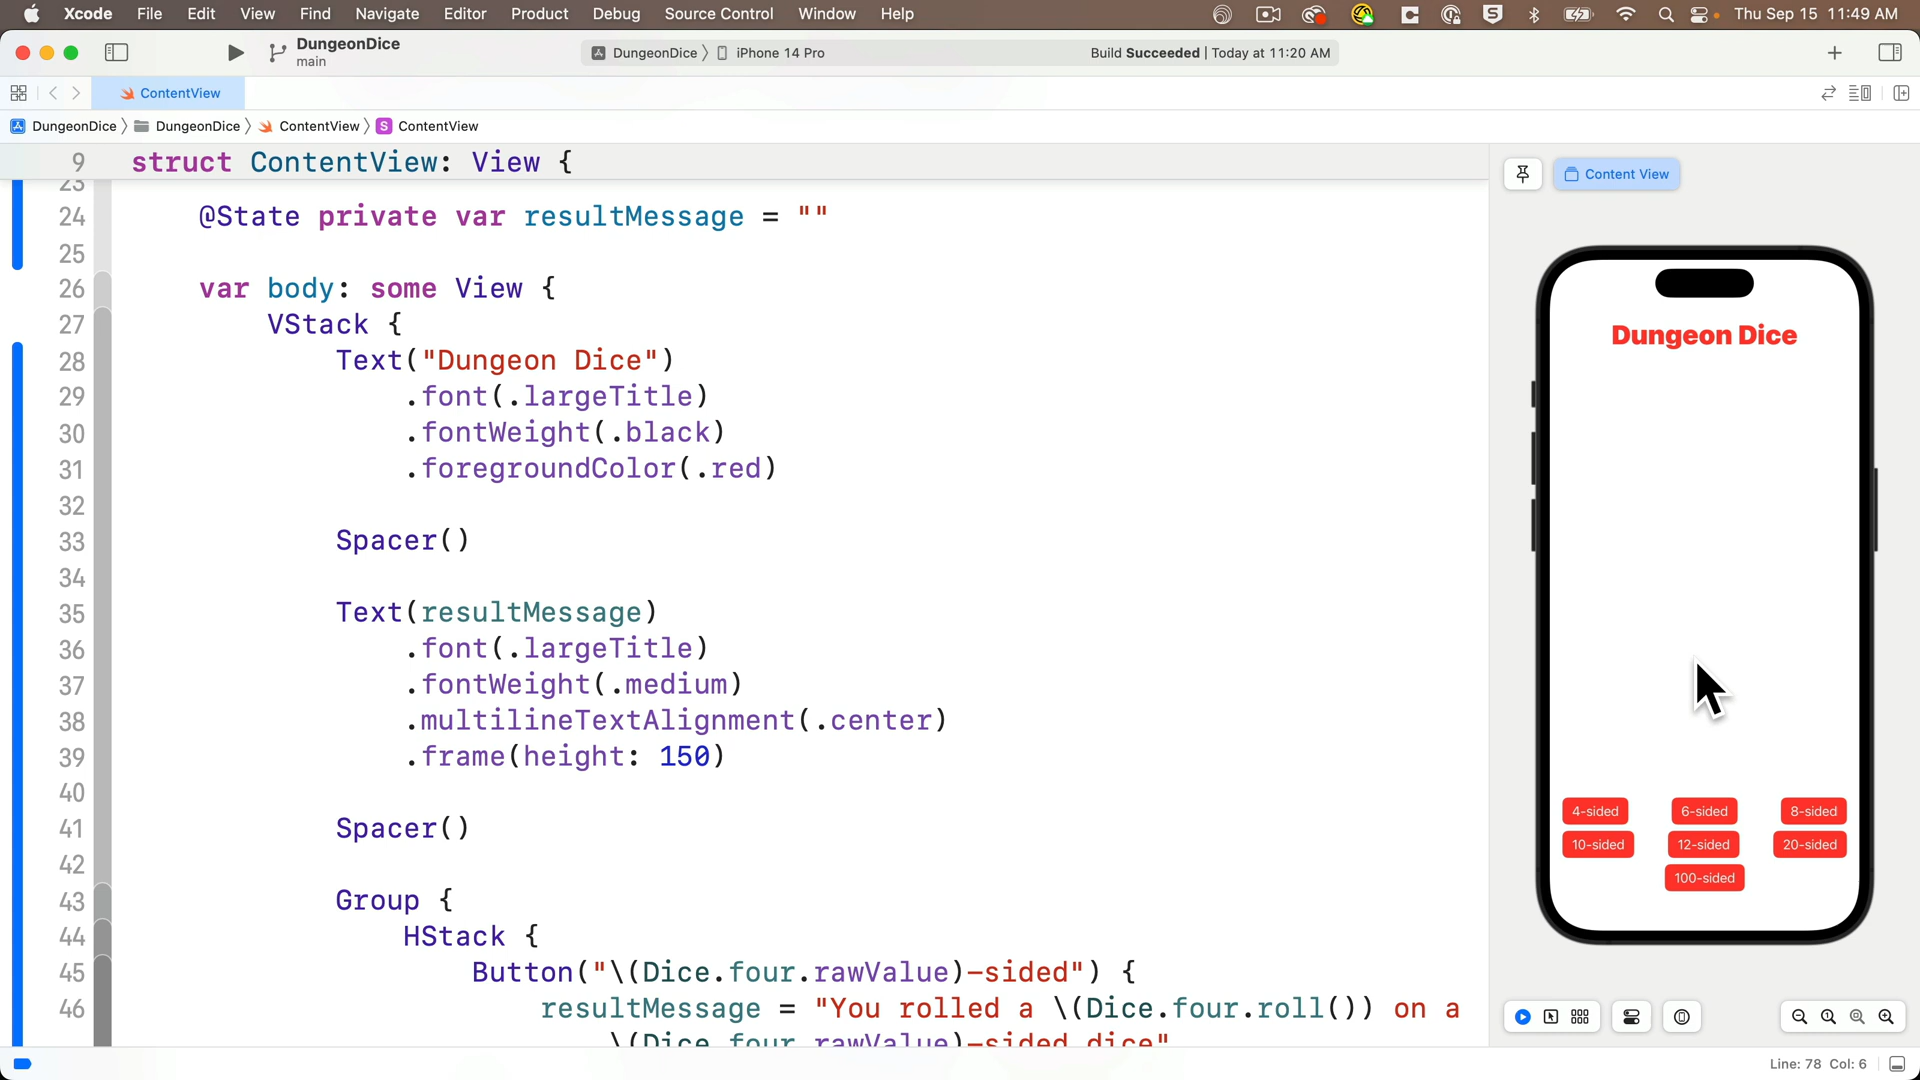 Xcode File Edit View Find Navigate Editor Product Debug Source Control Window Help Thu Sep 15 11:49 AM
DungeonDice
main
DungeonDice iPhone 14 Pro Build Succeeded | Today at 11:20 AM
ContentView
DungeonDice DungeonDice ContentView S ContentView
9 struct ContentView: View {
23
24 @State private var resultMessage = ""
25
26 var body: some View {
27 VStack {
28 Text("Dungeon Dice")
29 .font(.largeTitle)
30 .fontWeight(.black)
31 .foregroundColor(.red)
32
33 Spacer()
34
35 Text(resultMessage)
36 .font(.largeTitle)
37 .fontWeight(.medium)
38 .multilineTextAlignment(.center)
39 .frame(height: 150)
40
41 Spacer()
42
43 Group {
44 HStack {
45 Button("\(Dice.four.rawValue)-sided") {
46 resultMessage = "You rolled a \(Dice.four.roll()) on a
\(Dice.four.rawValue)-sided dice"
Content View
Dungeon Dice
4-sided 6-sided 8-sided
10-sided 12-sided 20-sided
100-sided
Line: 78 Col: 6